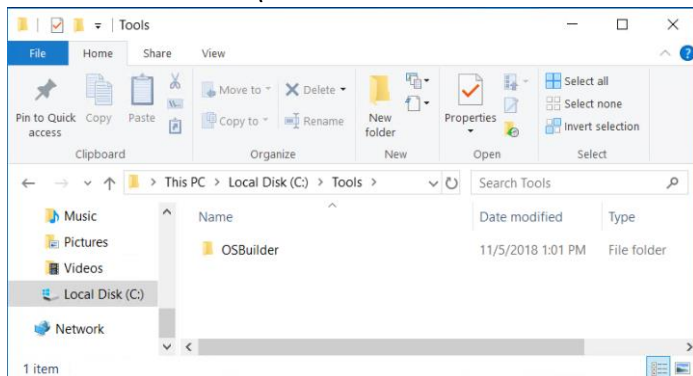 Tools
File Home Share View
Pin to Quick access
Copy
Paste
Move to
Copy to
Delete
Rename
New folder
Properties
Select all
Select none
Invert selection
Clipboard Organize New Open Select
This PC > Local Disk (C:) > Tools >
Search Tools
Music
Pictures
Videos
Local Disk (C:)
Network
Name Date modified Type
OSBuilder 11/5/2018 1:01 PM File folder
1 item